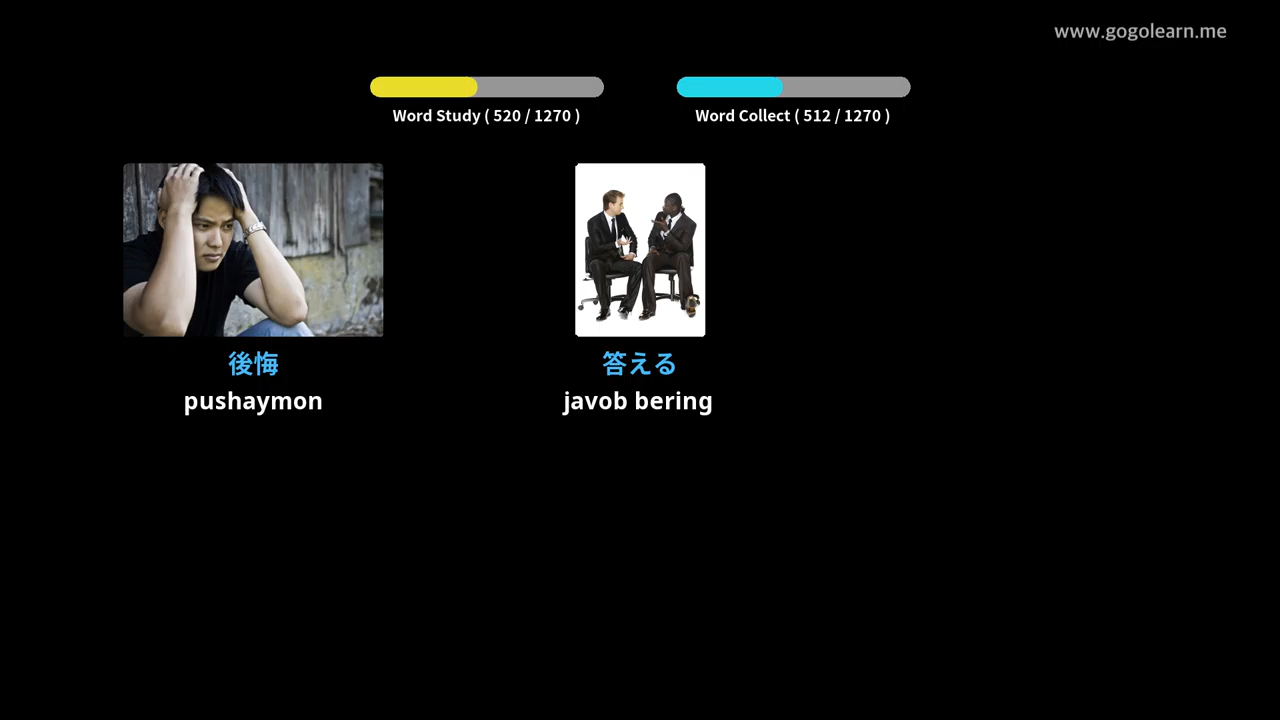 www.gogolearn.me
Word Study ( 520 / 1270 )
Word Collect ( 512 / 1270 )
後悔
pushaymon
答える
javob bering